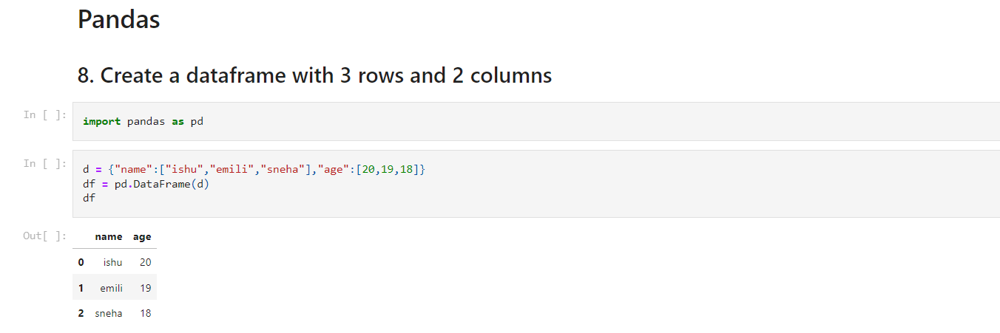 Pandas
8. Create a dataframe with 3 rows and 2 columns
In [ ]:
import pandas as pd
In [ ]:
d = {"name":["ishu","emili","sneha"],"age":[20,19,18]}
df = pd.DataFrame(d)
df
Out[ ]:
name age
0 ishu 20
1 emili 19
2 sneha 18